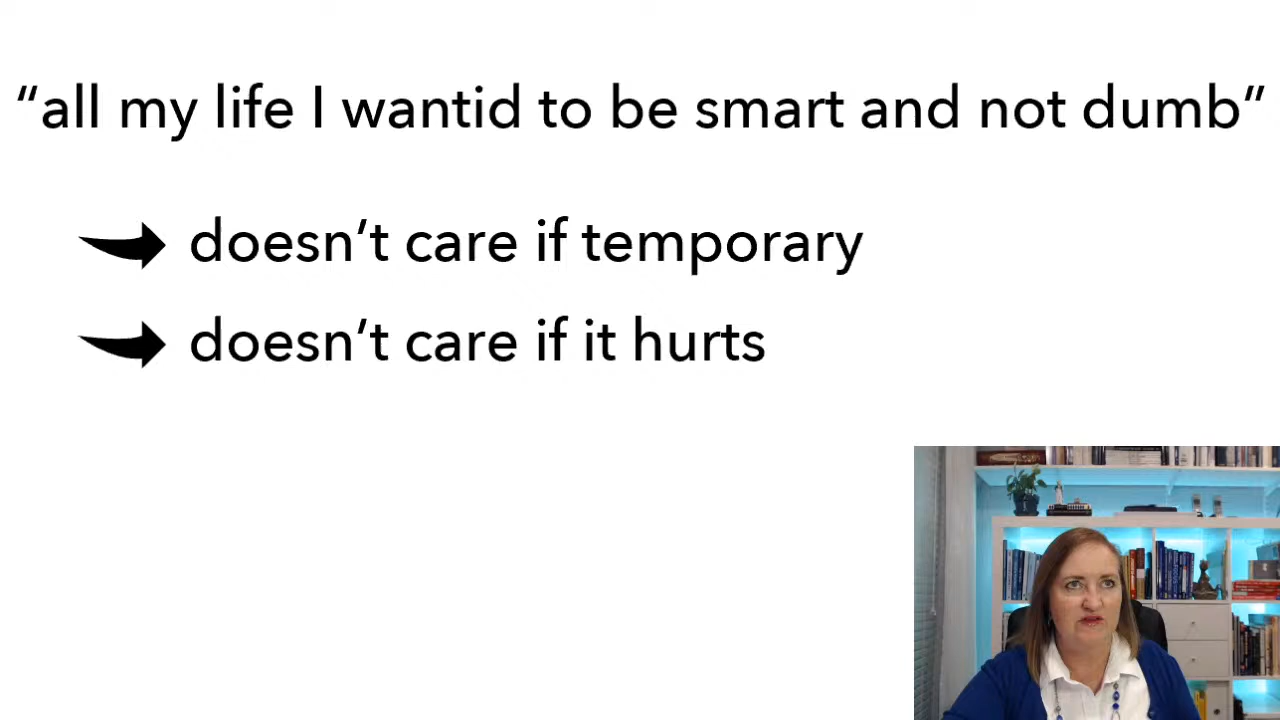 “all my life I wantid to be smart and not dumb”
doesn’t care if temporary
doesn’t care if it hurts